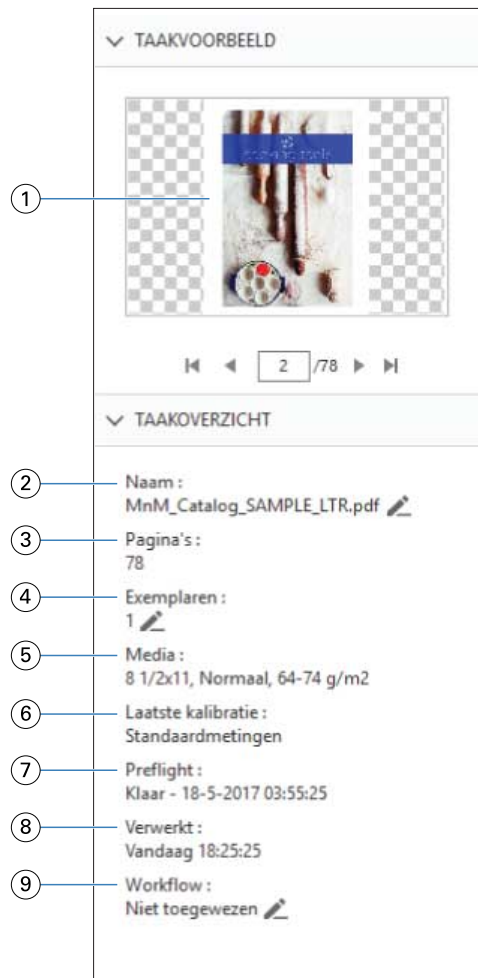 TAAKVOORBEELD
1
2 /78
TAAKOVERZICHT
2 Naam :
MnM_Catalog_SAMPLE_LTR.pdf
3 Pagina's :
78
4 Exemplaren :
1
5 Media :
8 1/2x11, Normaal, 64-74 g/m2
6 Laatste kalibratie :
Standaardmetingen
7 Preflight :
Klaar - 18-5-2017 03:55:25
8 Verwerkt :
Vandaag 18:25:25
9 Workflow :
Niet toegewezen